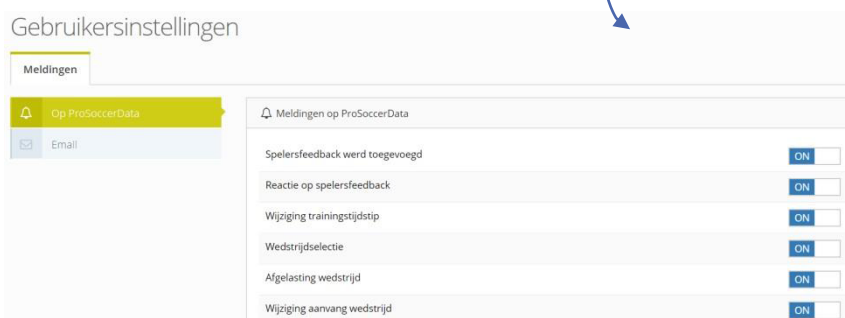 Gebruikersinstellingen
Meldingen
Op ProSoccerData
Email
Meldingen op ProSoccerData
Spelersfeedback werd toegevoegd ON
Reactie op spelersfeedback ON
Wijziging trainingstijdstip ON
Wedstrijdselectie ON
Afgelasting wedstrijd ON
Wijziging aanvang wedstrijd ON